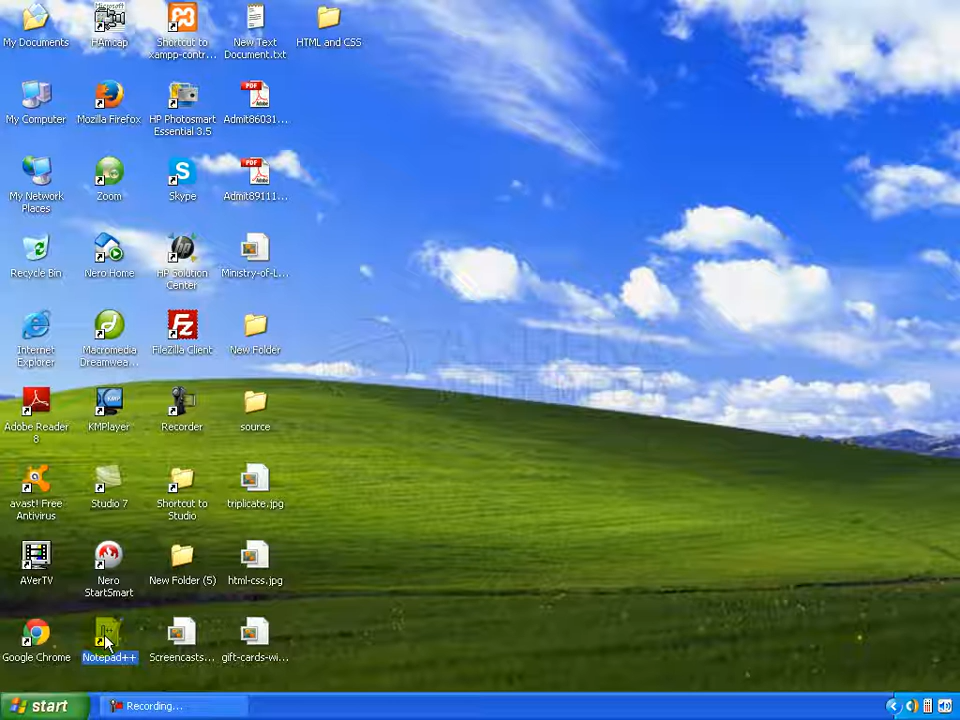 My Documents
HAmcap
Shortcut to
xampp-contr...
New Text
Document.txt
HTML and CSS
My Computer
Mozilla Firefox
HP Photosmart
Essential 3.5
PDF
Admit86031...
My Network
Places
Zoom
Skype
PDF
Admit89111...
Recycle Bin
Nero Home
HP Solution
Center
Ministry-of-L...
Internet
Explorer
Macromedia
Dreamwea...
FileZilla Client
New Folder
Adobe Reader
8
KMPlayer
Recorder
source
avast! Free
Antivirus
Studio 7
Shortcut to
Studio
triplicate.jpg
AVerTV
Nero
StartSmart
New Folder (5)
html-css.jpg
Google Chrome
Notepad++
Screencasts...
gift-cards-wi...
start
Recording...